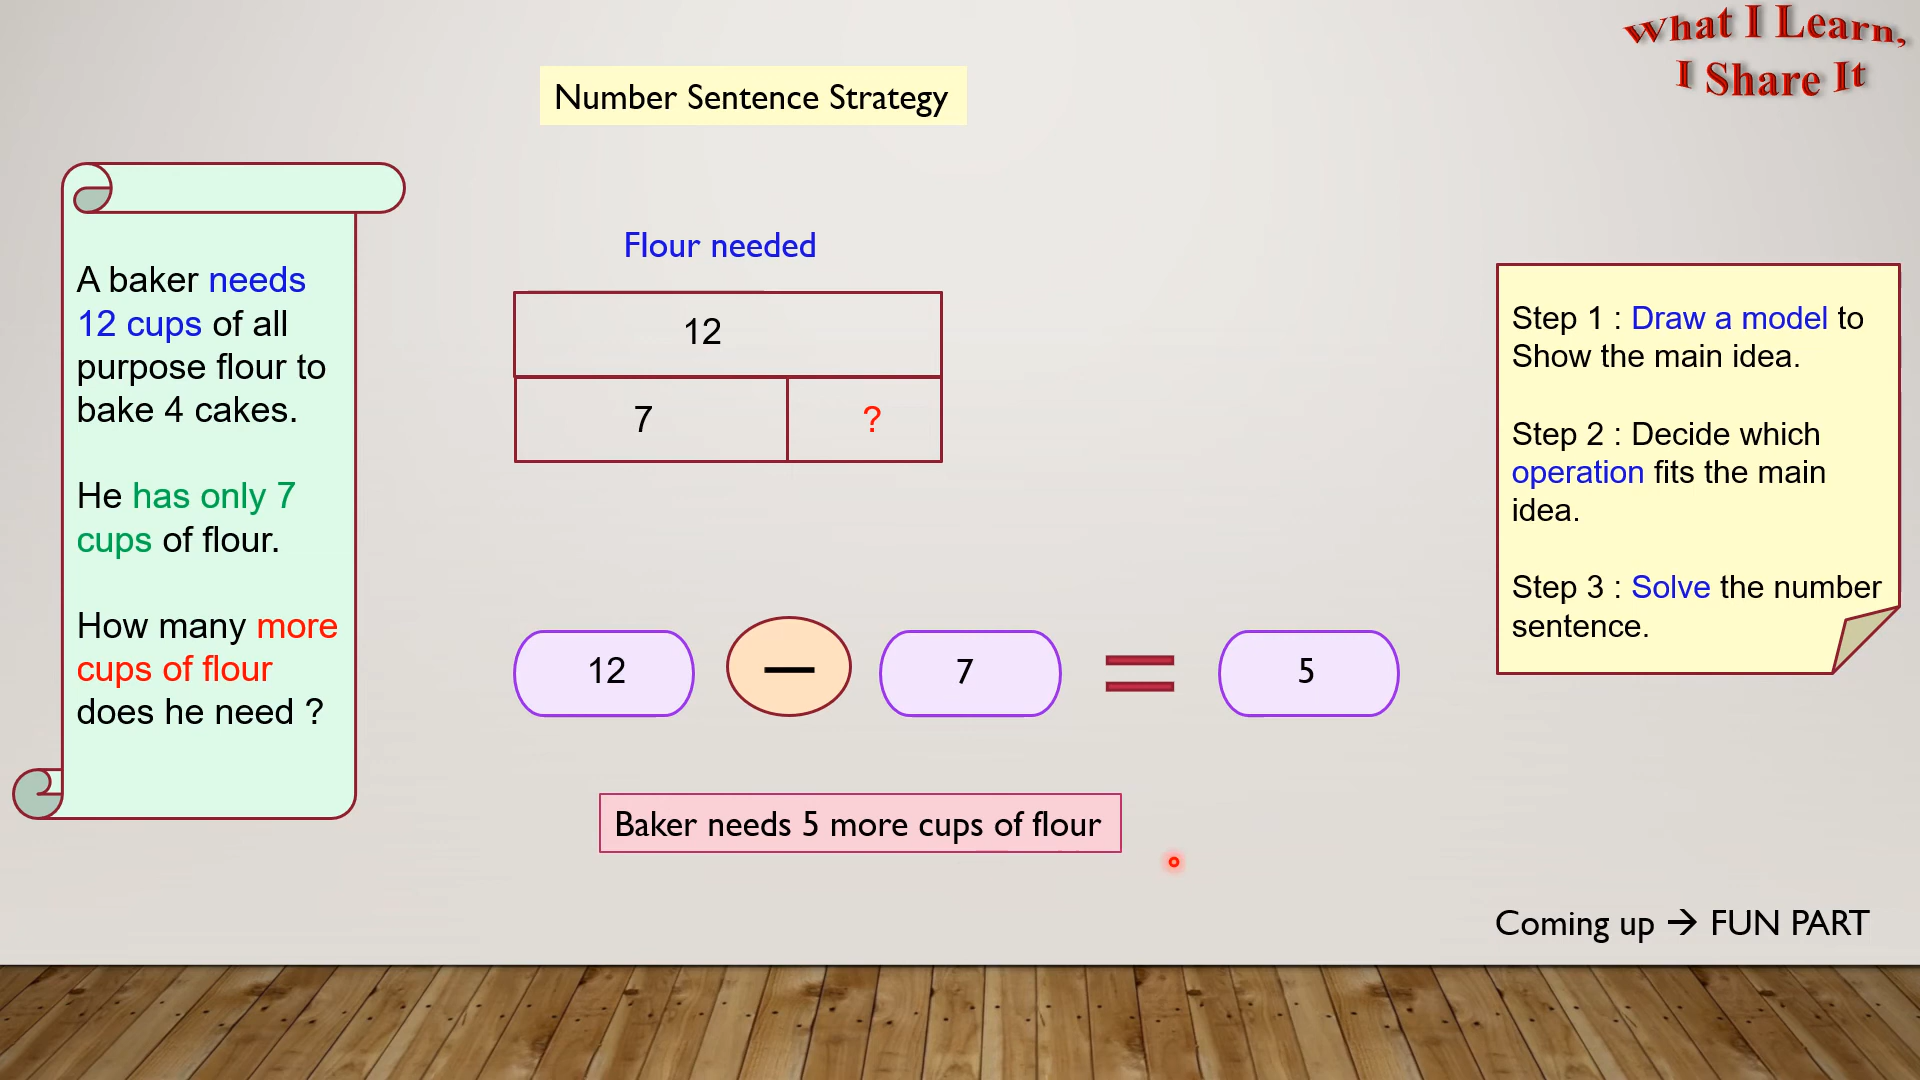 What I Learn,
I Share It
Number Sentence Strategy
A baker needs
12 cups of all
purpose flour to
bake 4 cakes.
He has only 7
cups of flour.
How many more
cups of flour
does he need ?
Flour needed
12
7 ?
12 — 7 = 5
Baker needs 5 more cups of flour
Step 1 : Draw a model to
Show the main idea.
Step 2 : Decide which
operation fits the main
idea.
Step 3 : Solve the number
sentence.
Coming up → FUN PART